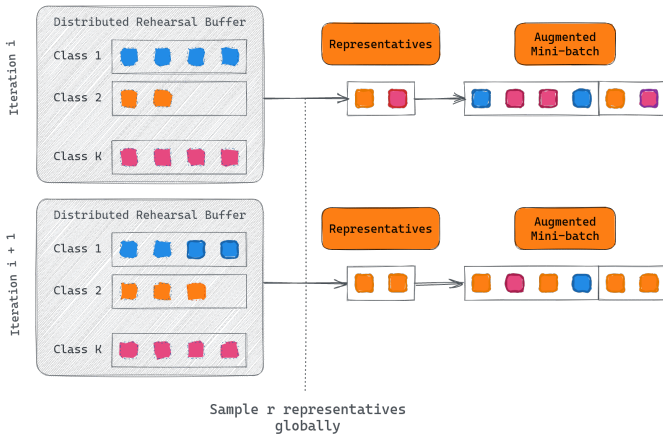 Iteration i
Distributed Rehearsal Buffer
Class 1
Class 2
Class K
Representatives
Augmented
Mini-batch
Iteration i + 1
Distributed Rehearsal Buffer
Class 1
Class 2
Class K
Representatives
Augmented
Mini-batch
Sample r representatives
globally